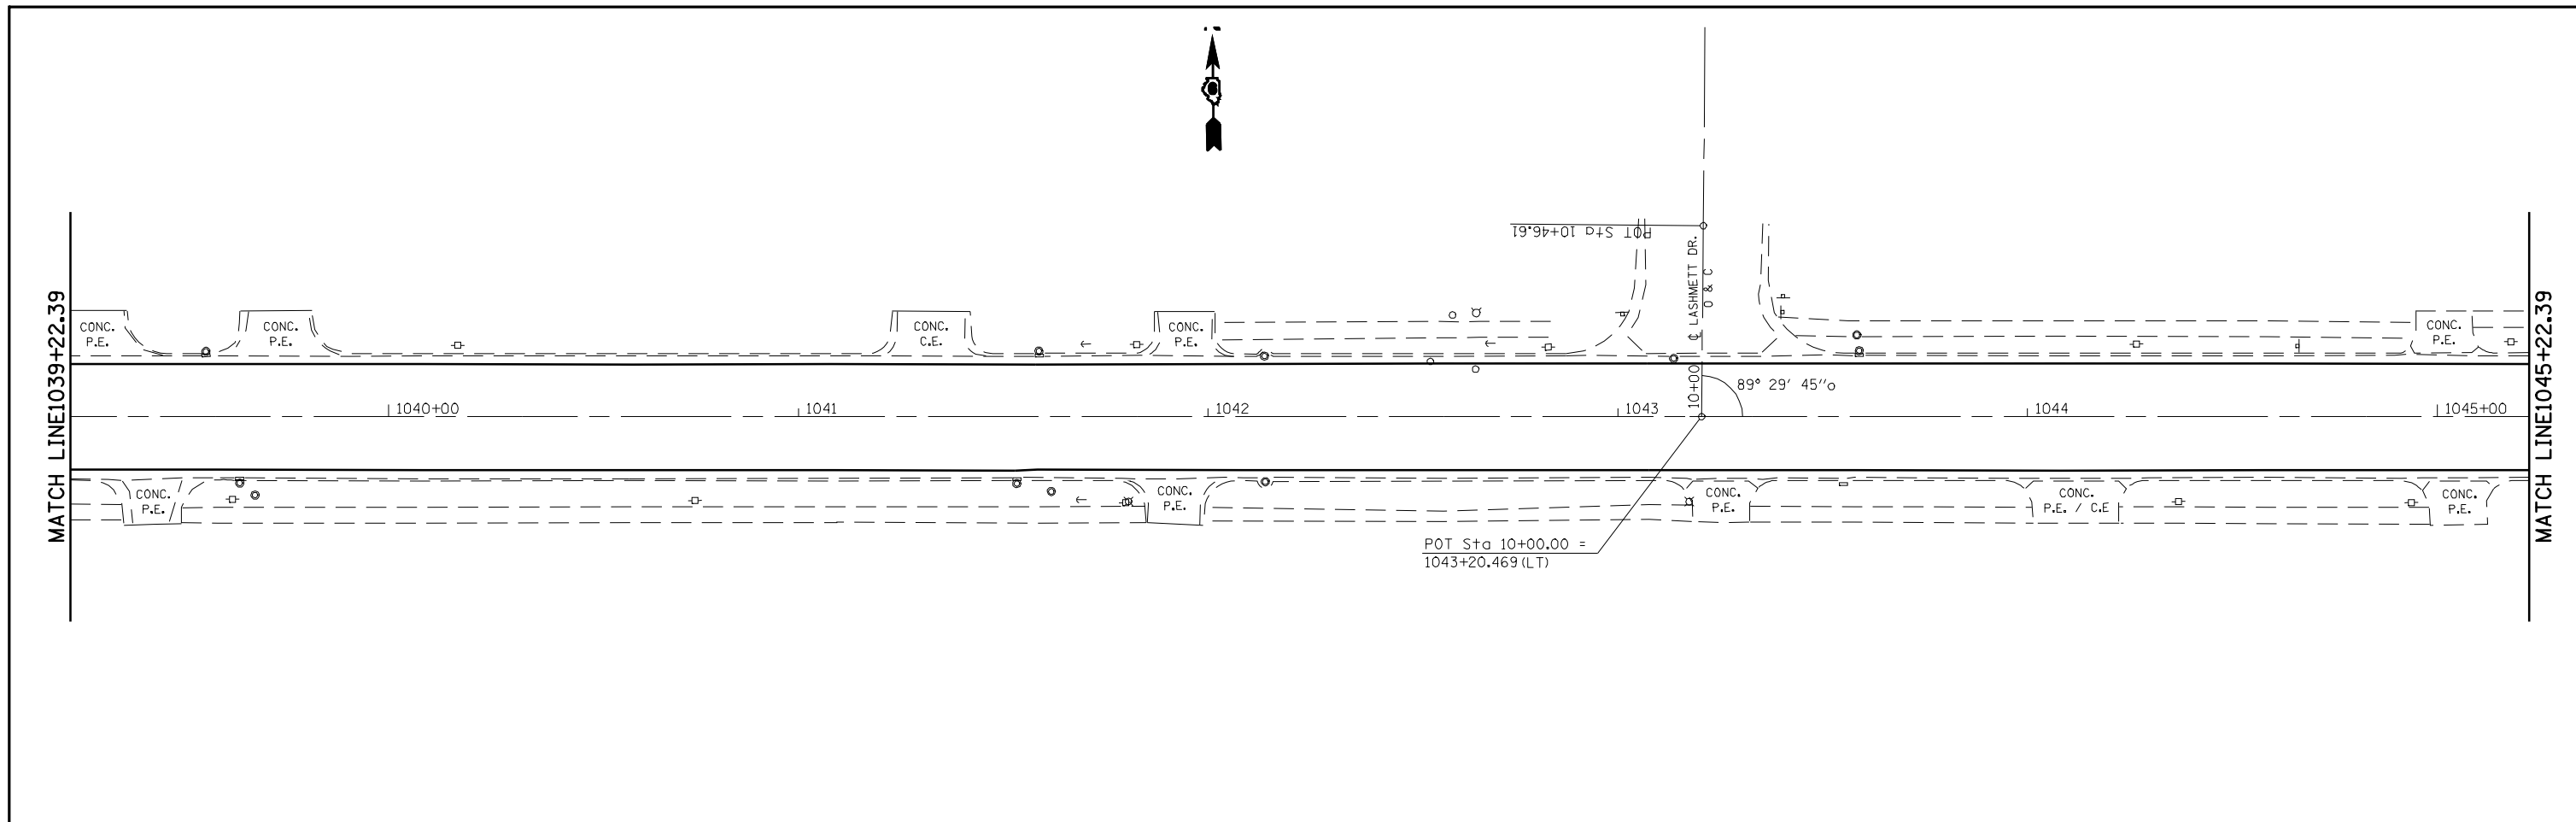 POT Sta 10+46.61
℄ LASHMETT DR.
O & C
MATCH LINE1039+22.39
MATCH LINE1045+22.39
CONC.
P.E.
CONC.
P.E.
CONC.
C.E.
CONC.
P.E.
CONC.
P.E.
10+00
89° 29' 45"o
1040+00
1041
1042
1043
1044
1045+00
CONC.
P.E.
CONC.
P.E.
CONC.
P.E.
CONC.
P.E. / C.E
CONC.
P.E.
POT Sta 10+00.00 =
1043+20.469(LT)